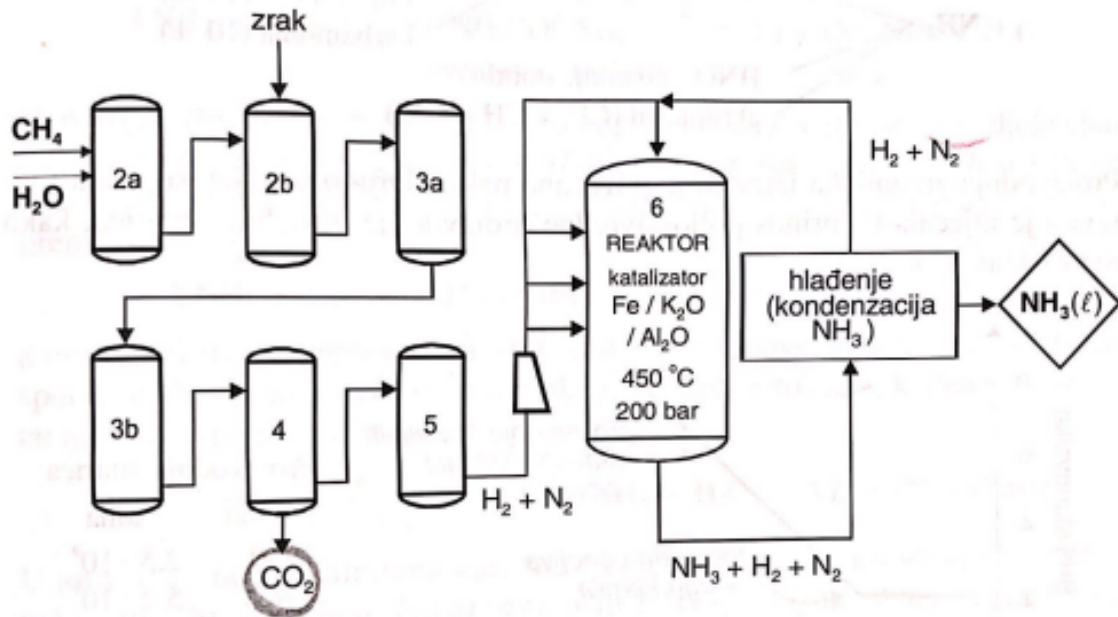 zrak
CH₄
H₂O
2a
2b
3a
H₂ + N₂
6
REAKTOR
katalizator
Fe / K₂O
/ Al₂O
450 °C
200 bar
hlađenje
(kondenzacija
NH₃)
NH₃(ℓ)
3b
4
5
H₂ + N₂
CO₂
NH₃ + H₂ + N₂